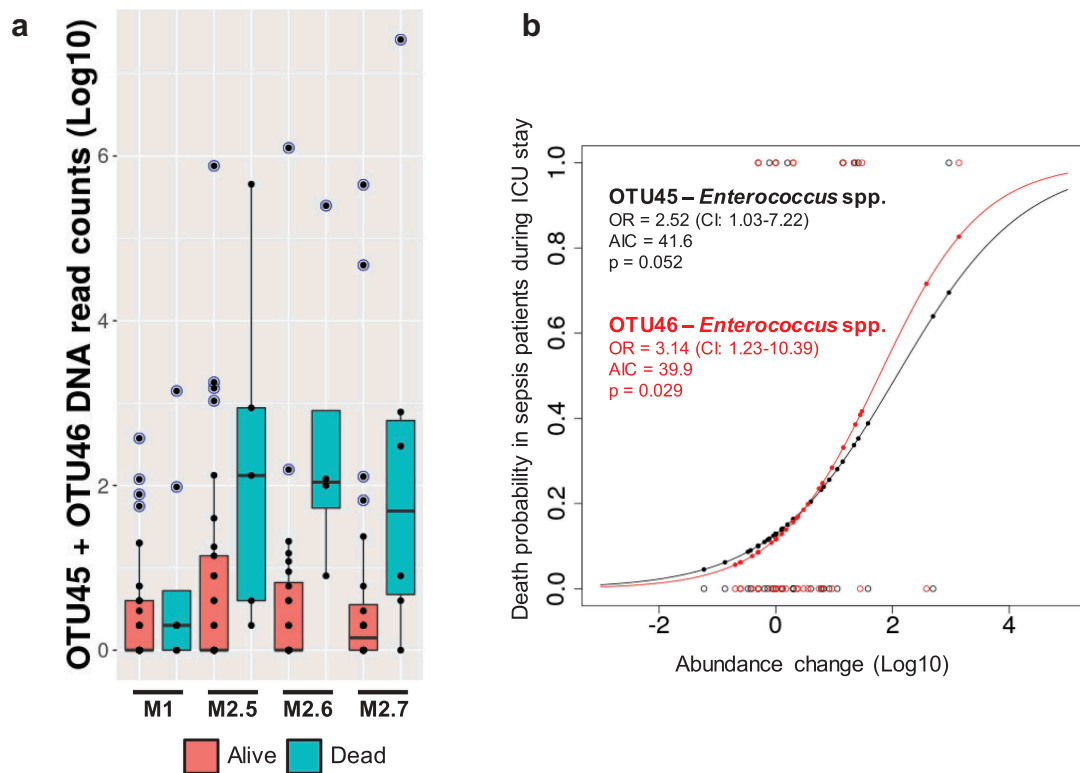 a
OTU45 + OTU46 DNA read counts (Log10)
6
4
2
0
M1
M2.5
M2.6
M2.7
Alive
Dead
b
Death probability in sepsis patients during ICU stay
1.0
0.8
0.6
0.4
0.2
0.0
OTU45 – Enterococcus spp.
OR = 2.52 (CI: 1.03-7.22)
AIC = 41.6
p = 0.052
OTU46 – Enterococcus spp.
OR = 3.14 (CI: 1.23-10.39)
AIC = 39.9
p = 0.029
-2
0
2
4
Abundance change (Log10)